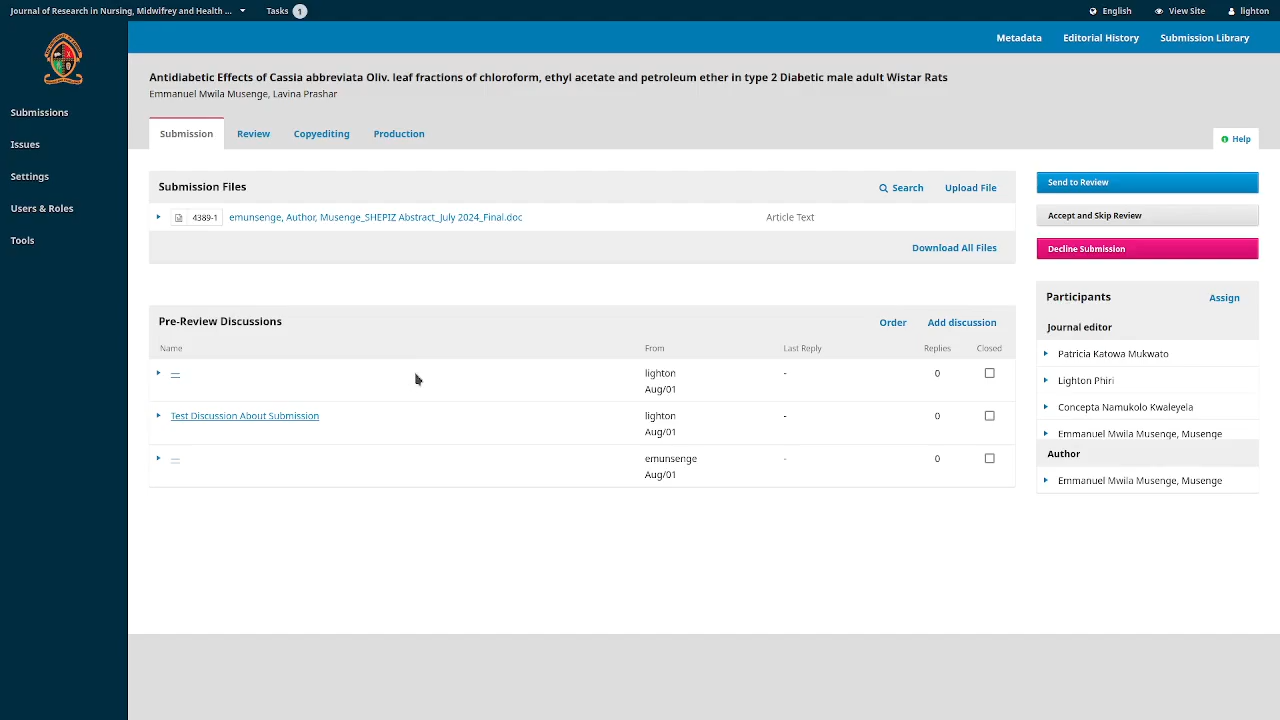 Journal of Research in Nursing, Midwifrey and Health ... Tasks 1 English View Site lighton
Metadata Editorial History Submission Library
Submissions
Issues
Settings
Users & Roles
Tools
Antidiabetic Effects of Cassia abbreviata Oliv. leaf fractions of chloroform, ethyl acetate and petroleum ether in type 2 Diabetic male adult Wistar Rats
Emmanuel Mwila Musenge, Lavina Prashar
Submission Review Copyediting Production
Help
Submission Files Search Upload File
4389-1 emunsenge, Author, Musenge_SHEPIZ Abstract_July 2024_Final.doc Article Text
Download All Files
Pre-Review Discussions Order Add discussion
Name From Last Reply Replies Closed
— lighton - 0
Aug/01
Test Discussion About Submission lighton - 0
Aug/01
— emunsenge - 0
Aug/01
Send to Review
Accept and Skip Review
Decline Submission
Participants Assign
Journal editor
Patricia Katowa Mukwato
Lighton Phiri
Concepta Namukolo Kwaleyela
Emmanuel Mwila Musenge, Musenge
Author
Emmanuel Mwila Musenge, Musenge